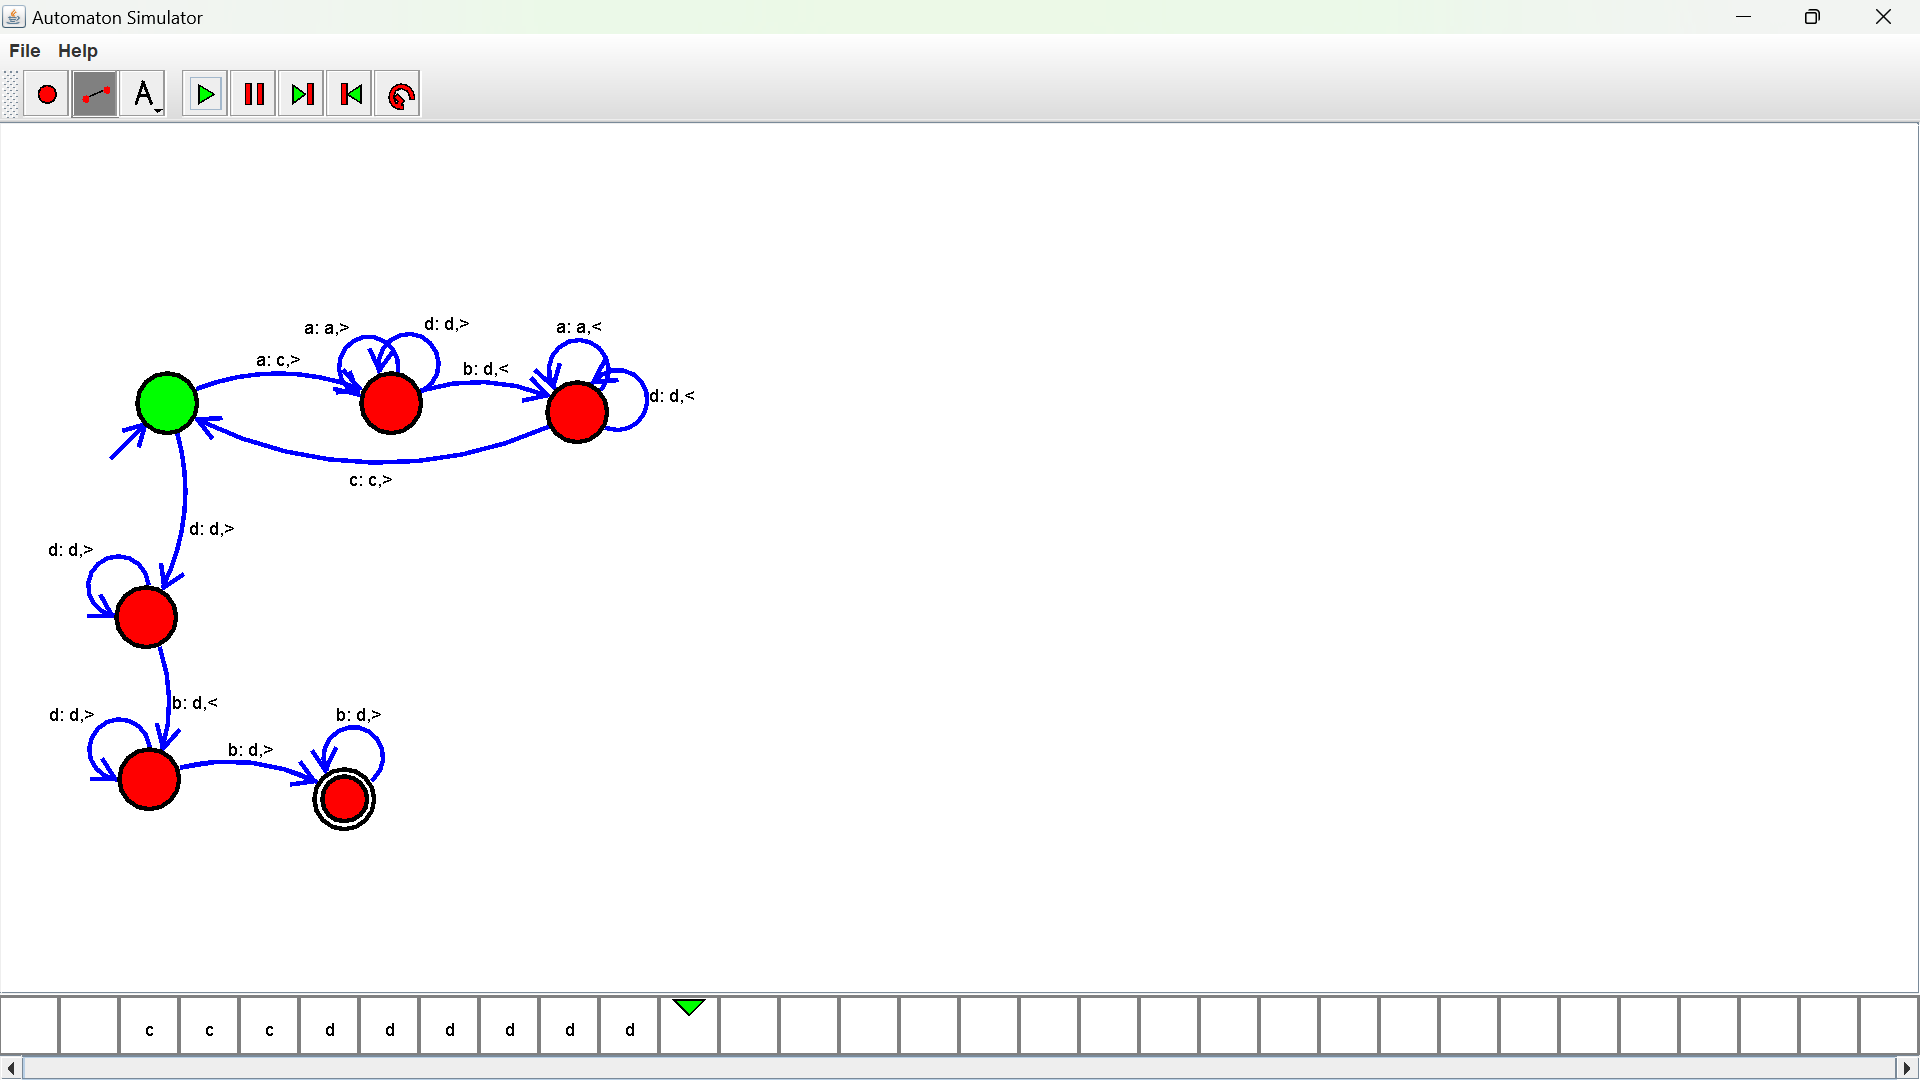 Automaton Simulator
File Help
A
a: a,>
d: d,>
a: a,<
a: c,>
b: d,<
d: d,<
c: c,>
d: d,>
d: d,>
b: d,<
d: d,>
b: d,>
b: d,>
c c c d d d d d d